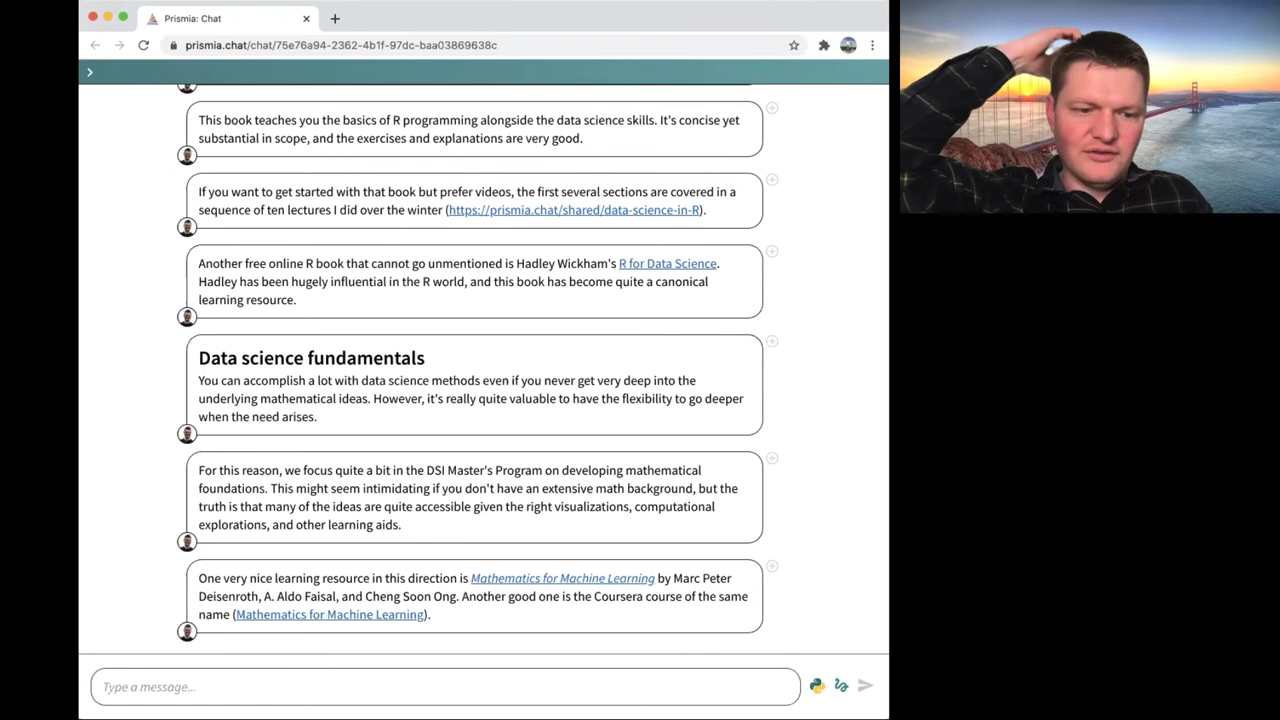 Prismia: Chat
prismia.chat/chat/75e76a94-2362-4b1f-97dc-baa03869638c
This book teaches you the basics of R programming alongside the data science skills. It's concise yet
substantial in scope, and the exercises and explanations are very good.
If you want to get started with that book but prefer videos, the first several sections are covered in a
sequence of ten lectures I did over the winter (https://prismia.chat/shared/data-science-in-R).
Another free online R book that cannot go unmentioned is Hadley Wickham's R for Data Science.
Hadley has been hugely influential in the R world, and this book has become quite a canonical
learning resource.
Data science fundamentals
You can accomplish a lot with data science methods even if you never get very deep into the
underlying mathematical ideas. However, it's really quite valuable to have the flexibility to go deeper
when the need arises.
For this reason, we focus quite a bit in the DSI Master's Program on developing mathematical
foundations. This might seem intimidating if you don't have an extensive math background, but the
truth is that many of the ideas are quite accessible given the right visualizations, computational
explorations, and other learning aids.
One very nice learning resource in this direction is Mathematics for Machine Learning by Marc Peter
Deisenroth, A. Aldo Faisal, and Cheng Soon Ong. Another good one is the Coursera course of the same
name (Mathematics for Machine Learning).
Type a message...